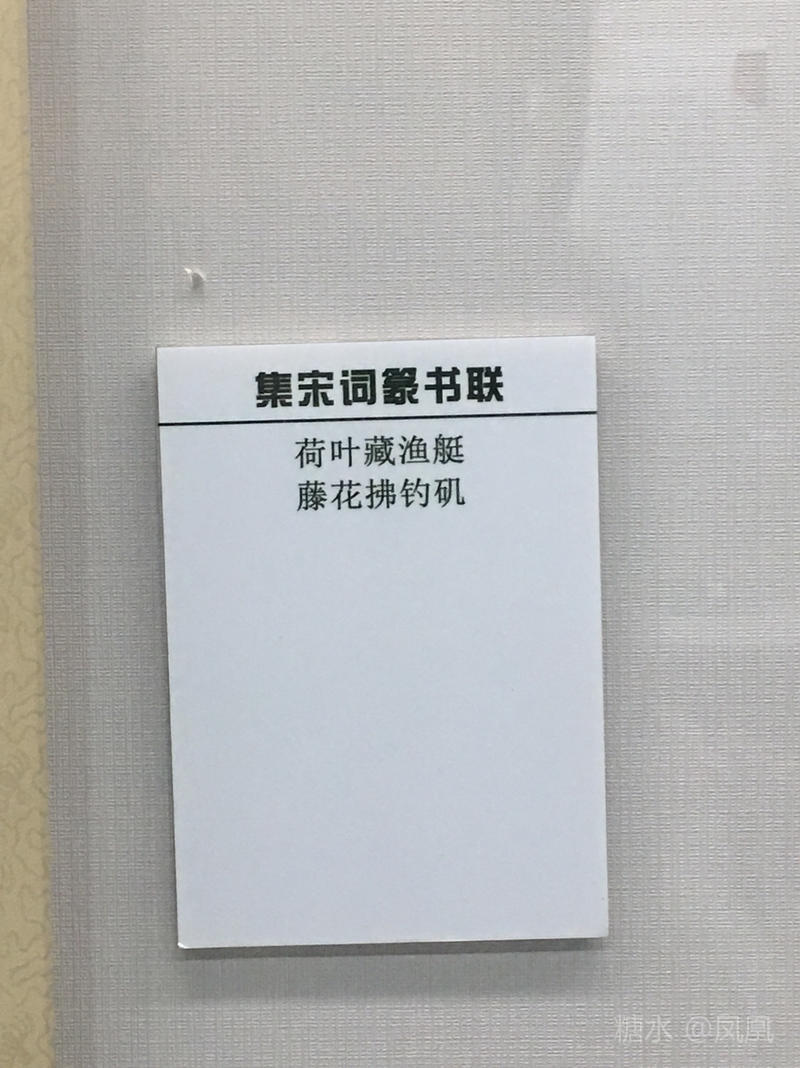 集宋词篆书联
荷叶藏渔艇
藤花拂钓矶
糖水 @凤凰